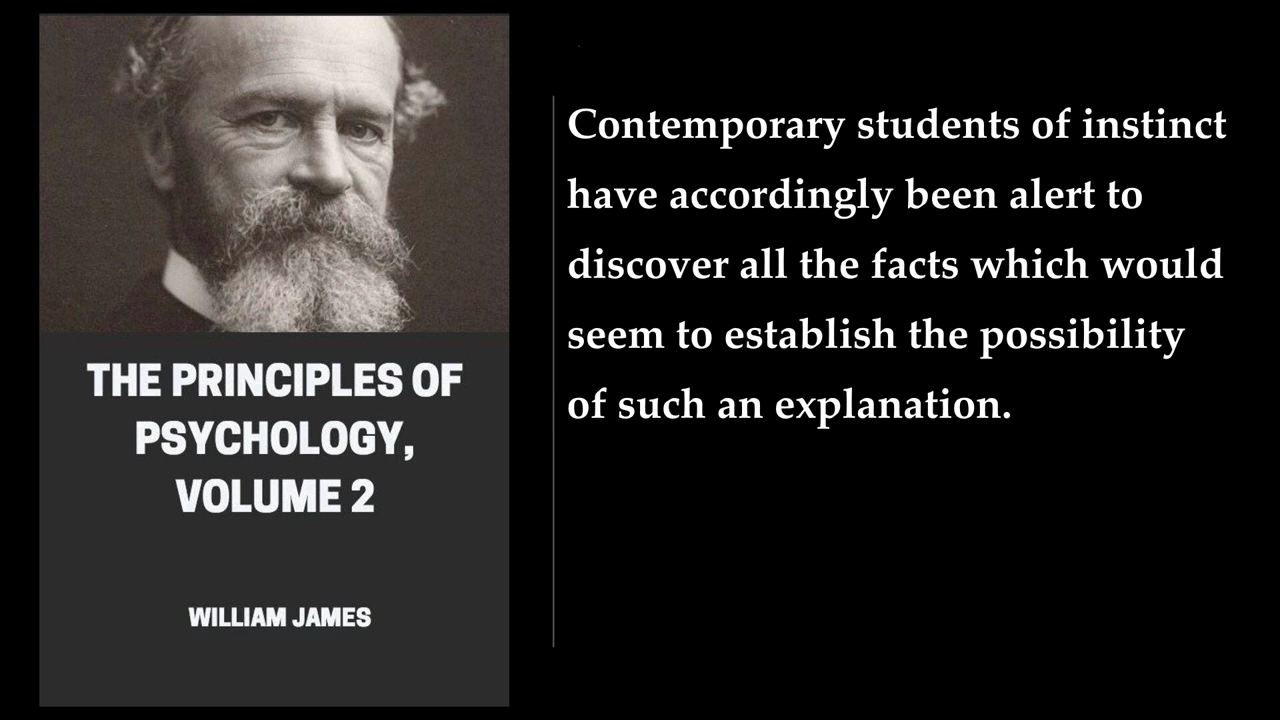 THE PRINCIPLES OF
PSYCHOLOGY,
VOLUME 2
WILLIAM JAMES
Contemporary students of instinct
have accordingly been alert to
discover all the facts which would
seem to establish the possibility
of such an explanation.